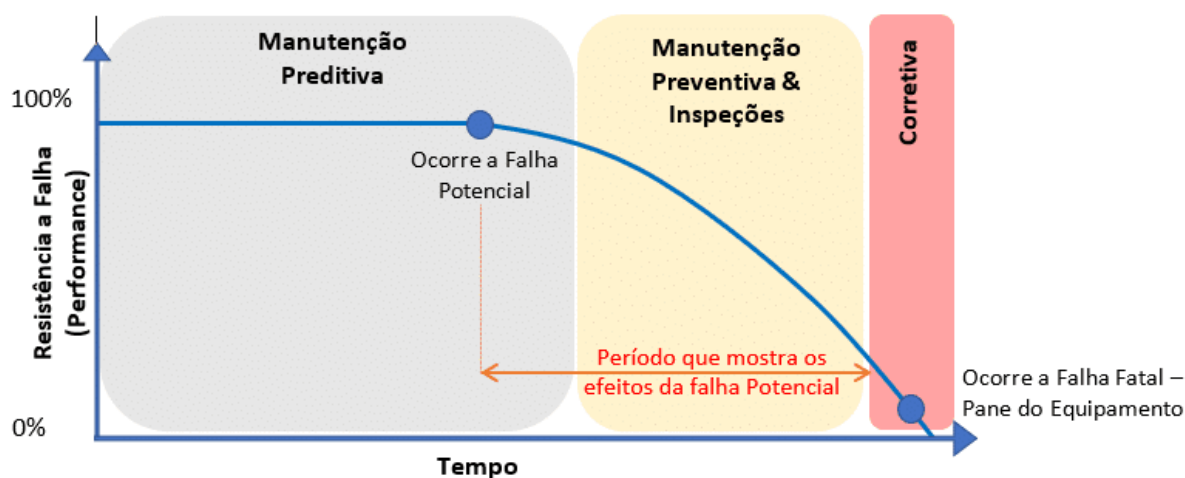 Manutenção
Preditiva
Manutenção
Preventiva &
Inspeções
Corretiva
100%
Resistência a Falha
(Performance)
Ocorre a Falha
Potencial
Período que mostra os
efeitos da falha Potencial
Ocorre a Falha Fatal –
Pane do Equipamento
0%
Tempo